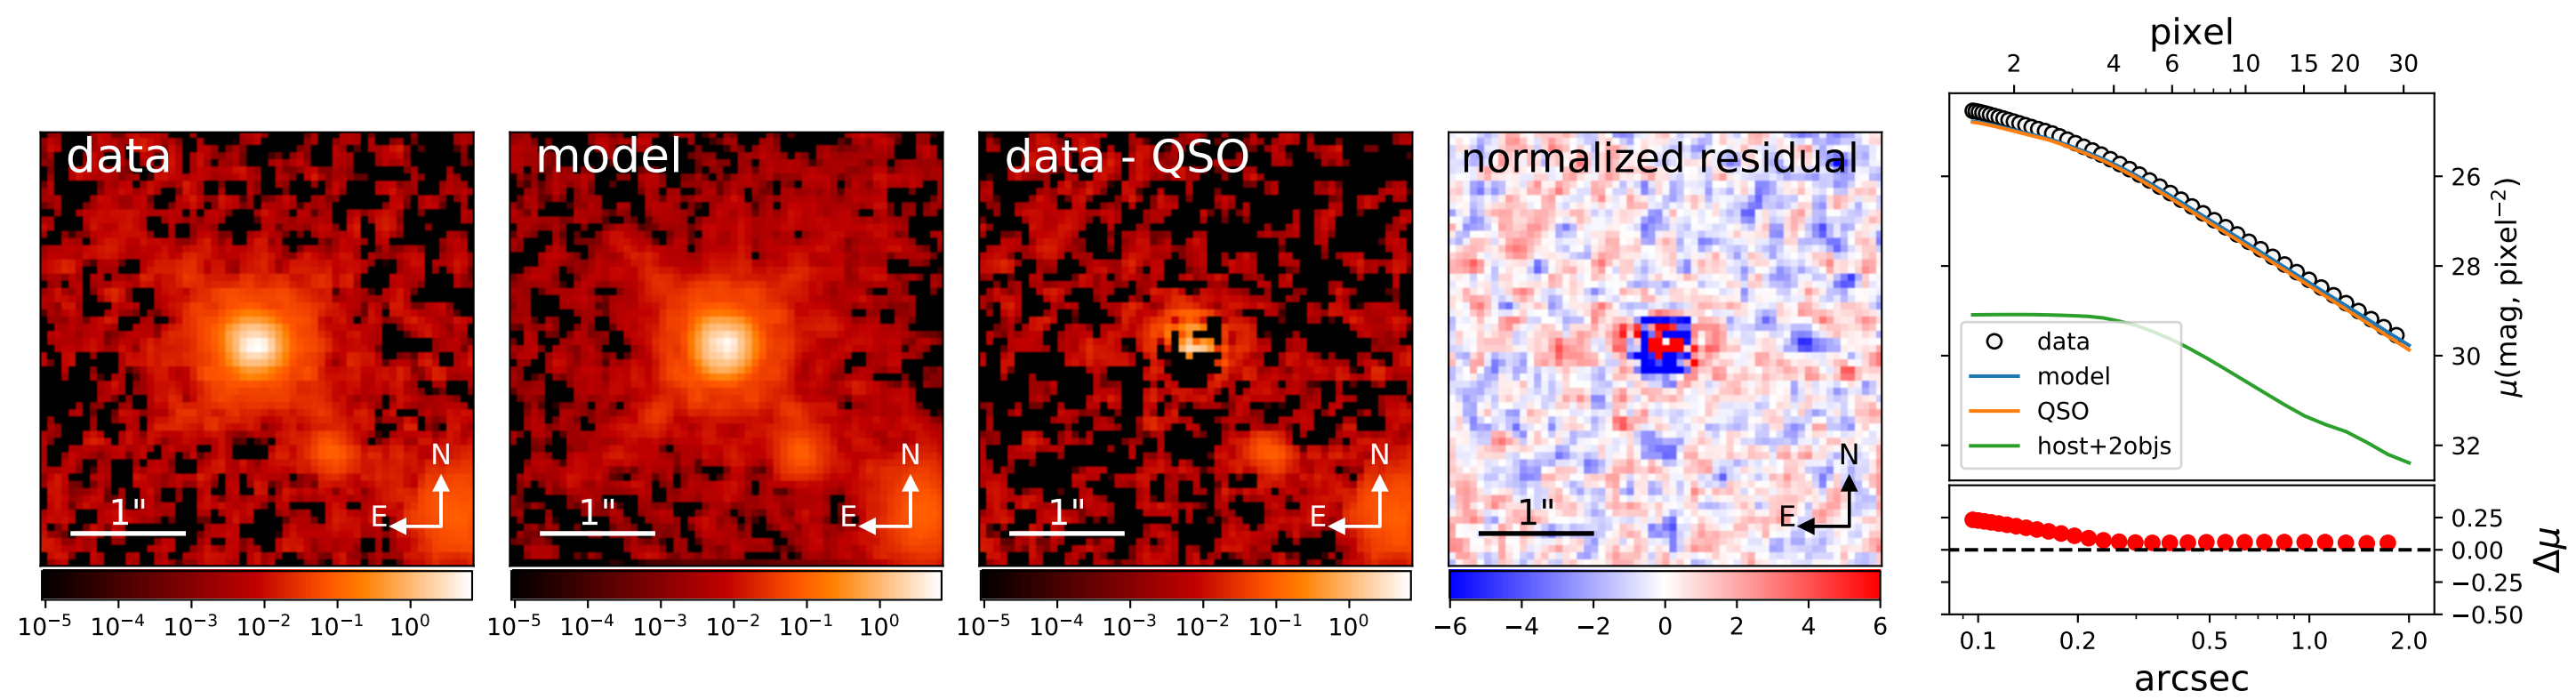 data
N
E
1"
10⁻⁵ 10⁻⁴ 10⁻³ 10⁻² 10⁻¹ 10⁰
model
N
E
1"
10⁻⁵ 10⁻⁴ 10⁻³ 10⁻² 10⁻¹ 10⁰
data - QSO
N
E
1"
10⁻⁵ 10⁻⁴ 10⁻³ 10⁻² 10⁻¹ 10⁰
normalized residual
N
E
1"
−6 −4 −2 0 2 4 6
pixel
2 4 6 10 15 20 30
26
28
30
32
μ(mag, pixel⁻²)
data
model
QSO
host+2objs
0.25
0.00
−0.25
−0.50
Δμ
0.1 0.2 0.5 1.0 2.0
arcsec